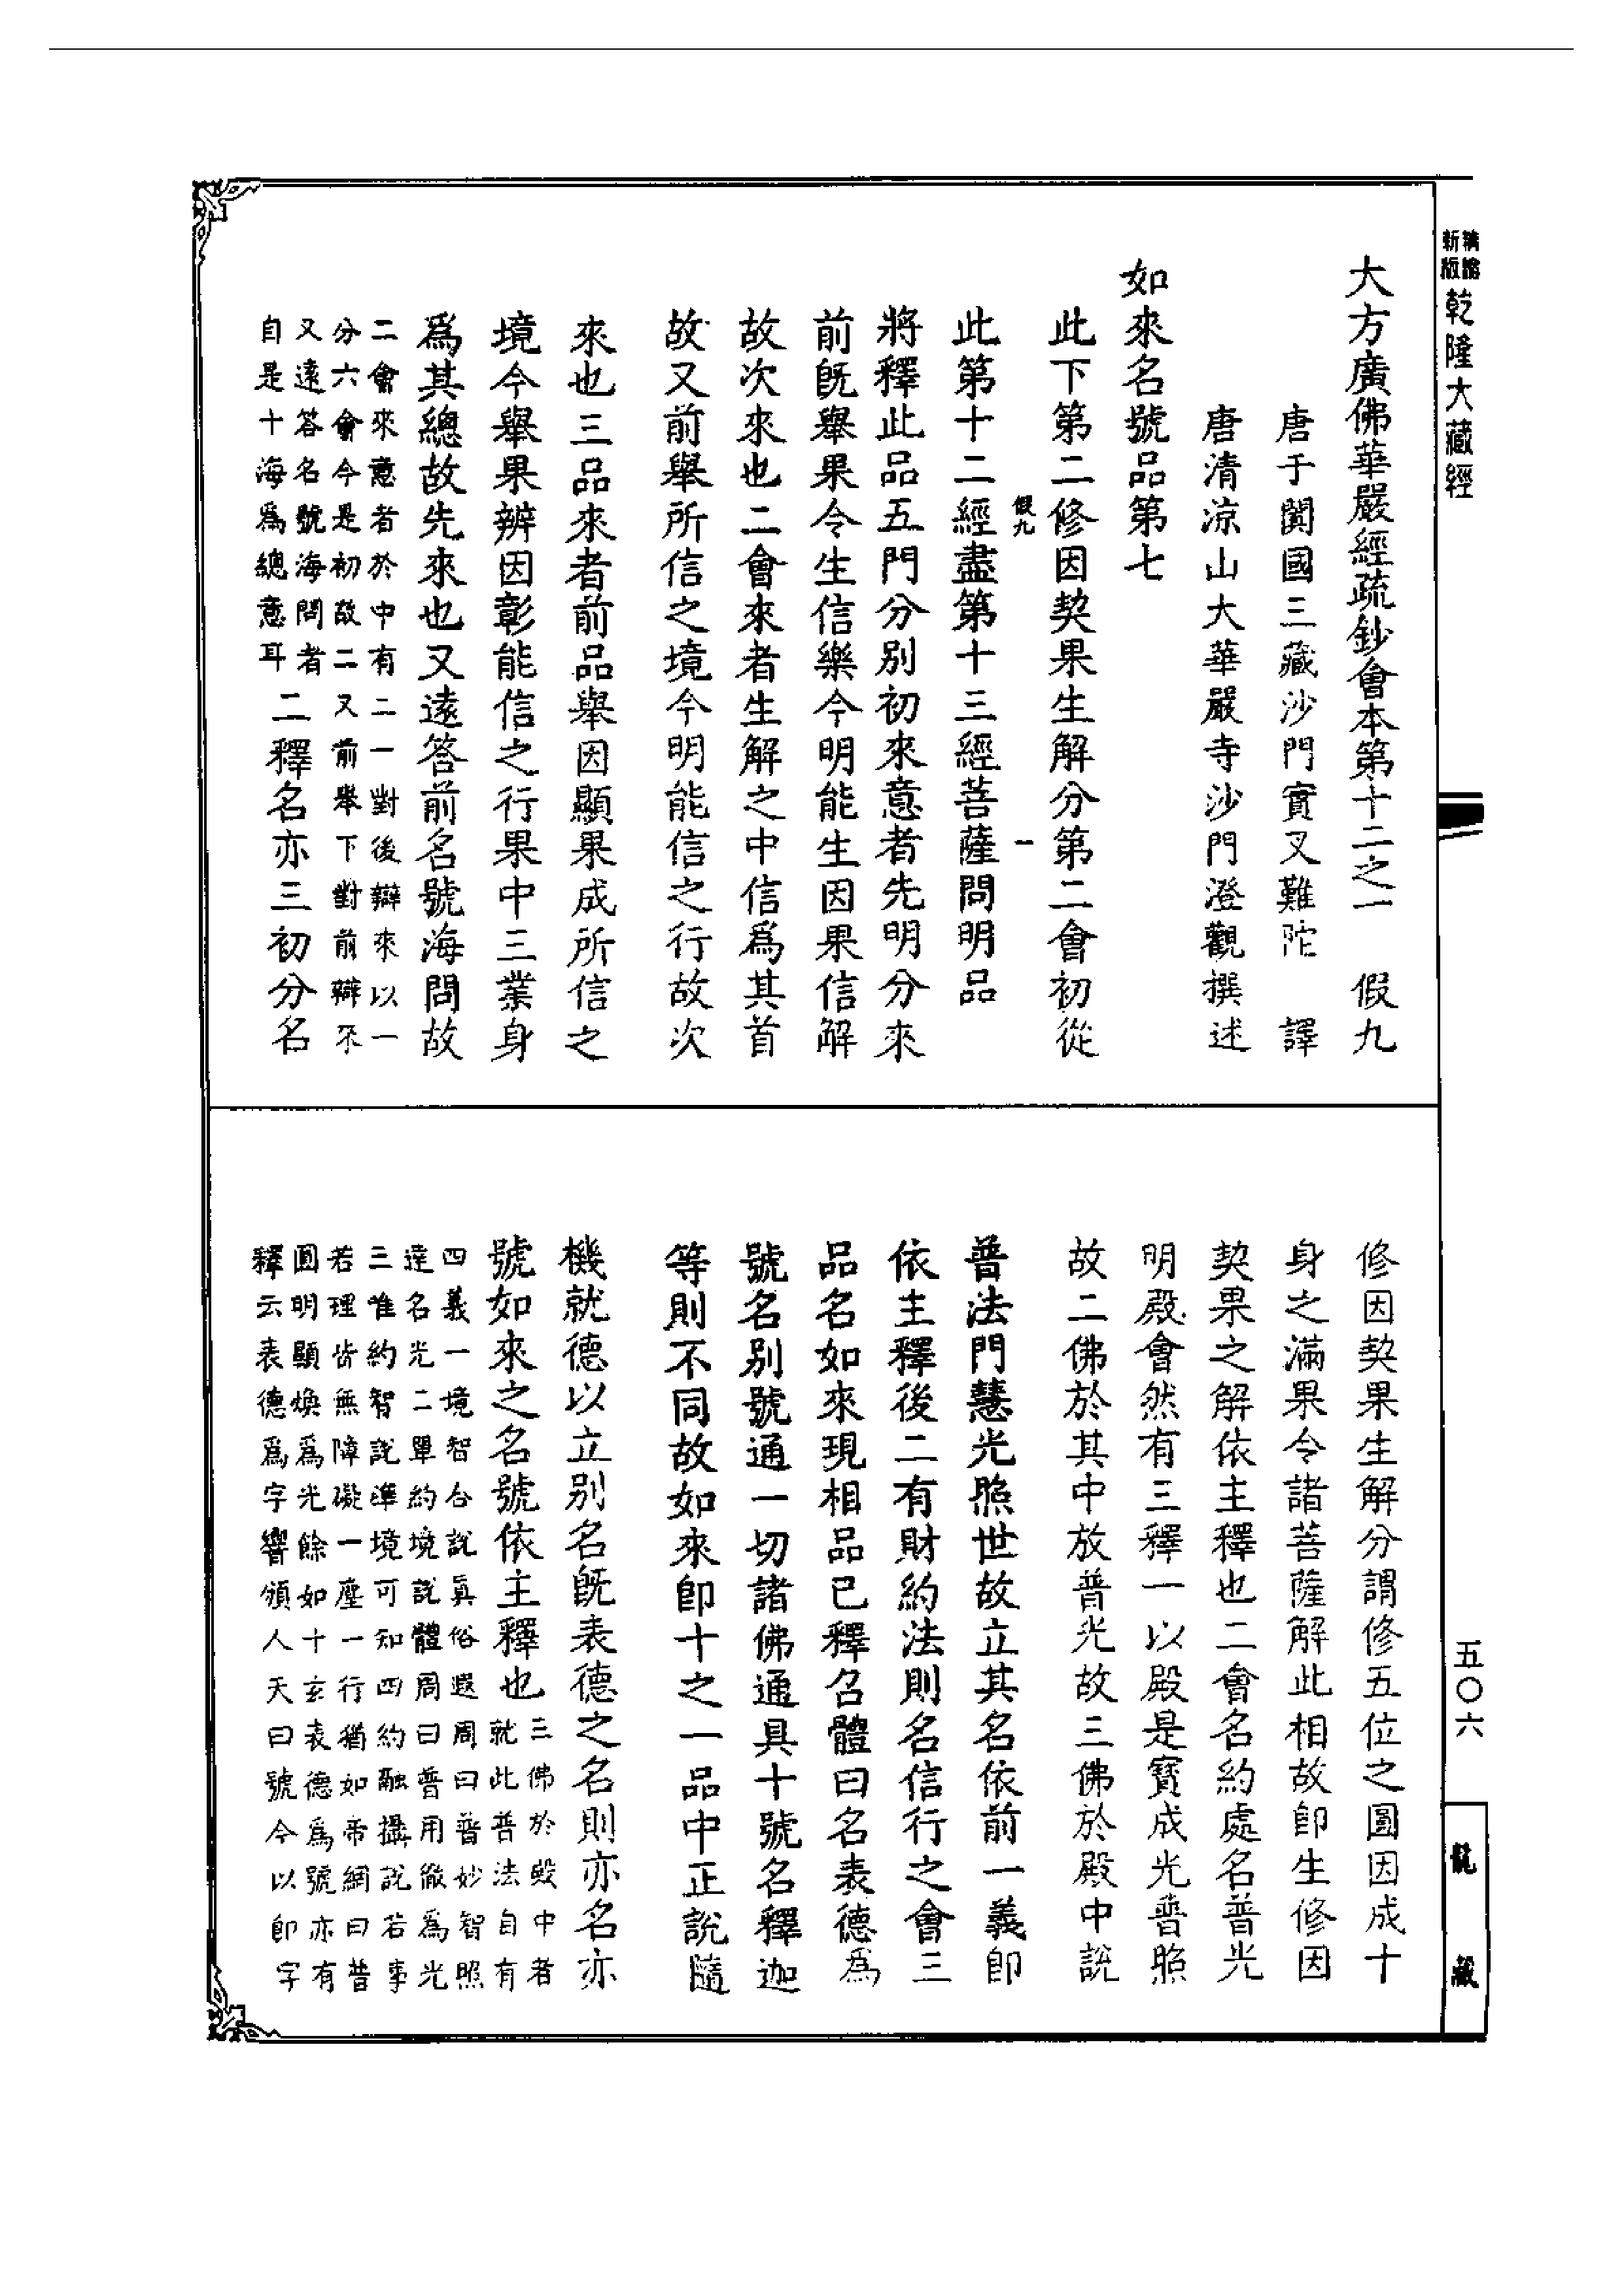 新版
精縮
乾隆大藏經
大方廣佛華嚴經疏鈔會本第十二之一　假九
唐于闐國三藏沙門實叉難陀　譯
唐清涼山大華嚴寺沙門澄觀撰述
如來名號品第七
此下第二修因契果生解分第二會初從
假九　一
此第十二經盡第十三經菩薩問明品
將釋此品五門分別初來意者先明分來
前旣舉果令生信樂今明能生因果信解
故次來也二會來者生解之中信爲其首
故又前舉所信之境今明能信之行故次
來也三品來者前品舉因顯果成所信之
境今舉果辨因彰能信之行果中三業身
爲其總故先來也又遠答前名號海問故
二會來意者於中有二一對後辯來以一
分六會今是初故二又前舉下對前辯不
又遠答名號海問者
自是十海爲總意耳
二釋名亦三初分名
五〇六
龍藏
修因契果生解分謂修五位之圓因成十
身之滿果令諸菩薩解此相故卽生修因
契果之解依主釋也二會名約處名普光
明殿會然有三釋一以殿是寶成光普照
故二佛於其中放普光故三佛於殿中說
普法門慧光照世故立其名依前一義卽
依主釋後二有財約法則名信行之會三
品名如來現相品已釋召體曰名表德爲
號名別號通一切諸佛通具十號名釋迦
等則不同故如來卽十之一品中正說隨
機就德以立別名旣表德之名則亦名亦
號如來之名號依主釋也
三佛於殿中者
就此普法自有
四義一境智合說眞俗遐周曰普妙智照
達名光二單約境說體周曰普用徹爲光
三惟約智說準境可知四約融攝說若事
若理皆無障礙一塵一行猶如帝網曰普
圓明顯煥爲光餘如十玄表德爲號亦有
釋云表德爲字響頒人天曰號今以卽字